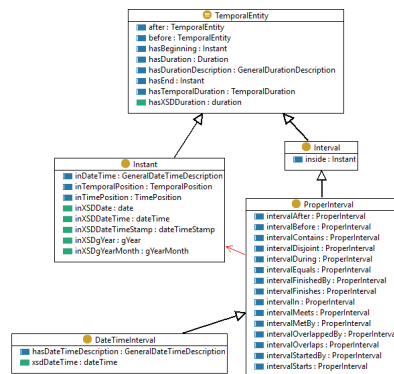 TemporalEntity
after : TemporalEntity
before : TemporalEntity
hasBeginning : Instant
hasDuration : Duration
hasDurationDescription : GeneralDurationDescription
hasEnd : Instant
hasTemporalDuration : TemporalDuration
hasXSDDuration : duration
Interval
inside : Instant
Instant
inDateTime : GeneralDateTimeDescription
inTemporalPosition : TemporalPosition
inTimePosition : TimePosition
inXSDDate : date
inXSDDateTime : dateTime
inXSDDateTimeStamp : dateTimeStamp
inXSDgYear : gYear
inXSDgYearMonth : gYearMonth
ProperInterval
intervalAfter : ProperInterval
intervalBefore : ProperInterval
intervalContains : ProperInterval
intervalDisjoint : ProperInterval
intervalDuring : ProperInterval
intervalEquals : ProperInterval
intervalFinishedBy : ProperInterval
intervalFinishes : ProperInterval
intervalIn : ProperInterval
intervalMeets : ProperInterval
intervalMetBy : ProperInterval
intervalOverlappedBy : ProperInterval
intervalOverlaps : ProperInterval
intervalStartedBy : ProperInterval
intervalStarts : ProperInterval
DateTimeInterval
hasDateTimeDescription : GeneralDateTimeDescription
xsdDateTime : dateTime